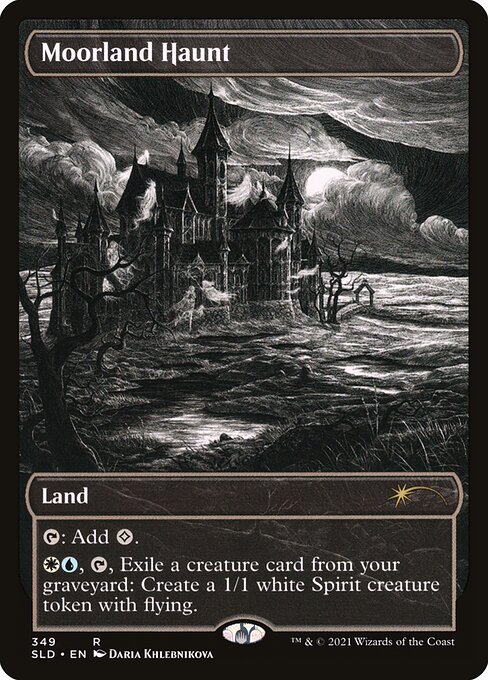 Moorland Haunt
Land
: Add .
, , Exile a creature card from your
graveyard: Create a 1/1 white Spirit creature
token with flying.
349 R
SLD • EN Daria Khlebnikova
™ & © 2021 Wizards of the Coast